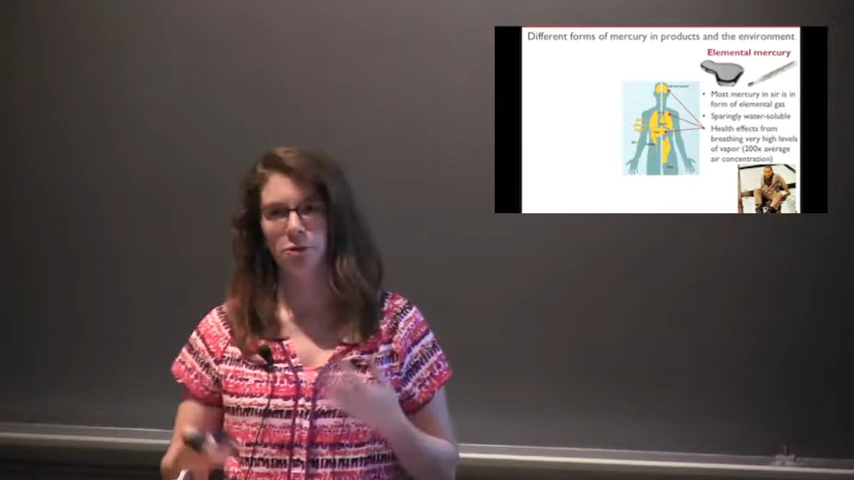 Different forms of mercury in products and the environment
Elemental mercury
• Most mercury in air is in
form of elemental gas
• Sparingly water-soluble
• Health effects from
breathing very high levels
of vapor (200x average
air concentration)